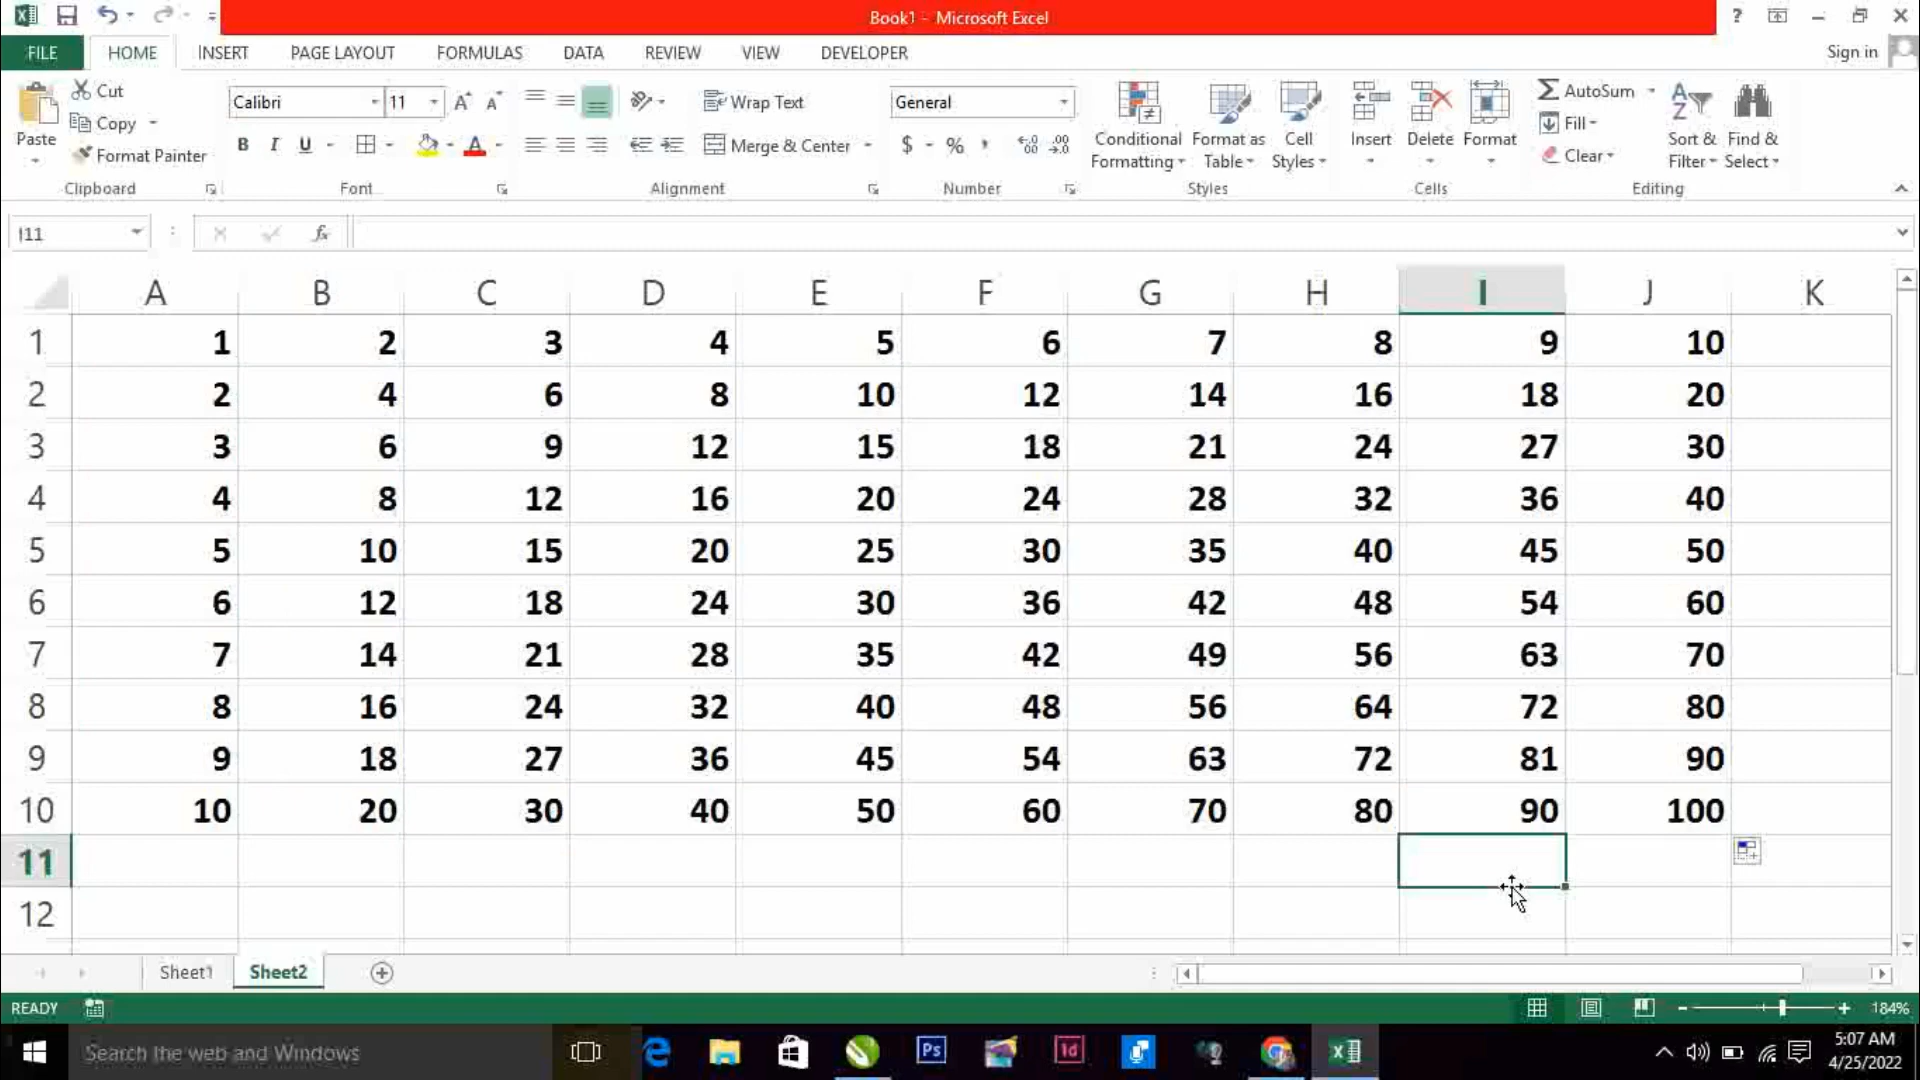 Book1 - Microsoft Excel
?
FILE HOME INSERT PAGE LAYOUT FORMULAS DATA REVIEW VIEW DEVELOPER Sign in
Paste
Cut
Copy
Format Painter
Clipboard
Calibri 11
B I U
Font
Wrap Text
Merge & Center
Alignment
General
$ %
Number
Conditional Formatting
Format as Table
Cell Styles
Styles
Insert Delete Format
Cells
AutoSum
Fill
Clear
Sort & Filter
Find & Select
Editing
I11 fx
A B C D E F G H I J K
1 1 2 3 4 5 6 7 8 9 10
2 2 4 6 8 10 12 14 16 18 20
3 3 6 9 12 15 18 21 24 27 30
4 4 8 12 16 20 24 28 32 36 40
5 5 10 15 20 25 30 35 40 45 50
6 6 12 18 24 30 36 42 48 54 60
7 7 14 21 28 35 42 49 56 63 70
8 8 16 24 32 40 48 56 64 72 80
9 9 18 27 36 45 54 63 72 81 90
10 10 20 30 40 50 60 70 80 90 100
11
12
Sheet1 Sheet2
READY 184%
Search the web and Windows Ps Id 5:07 AM
4/25/2022